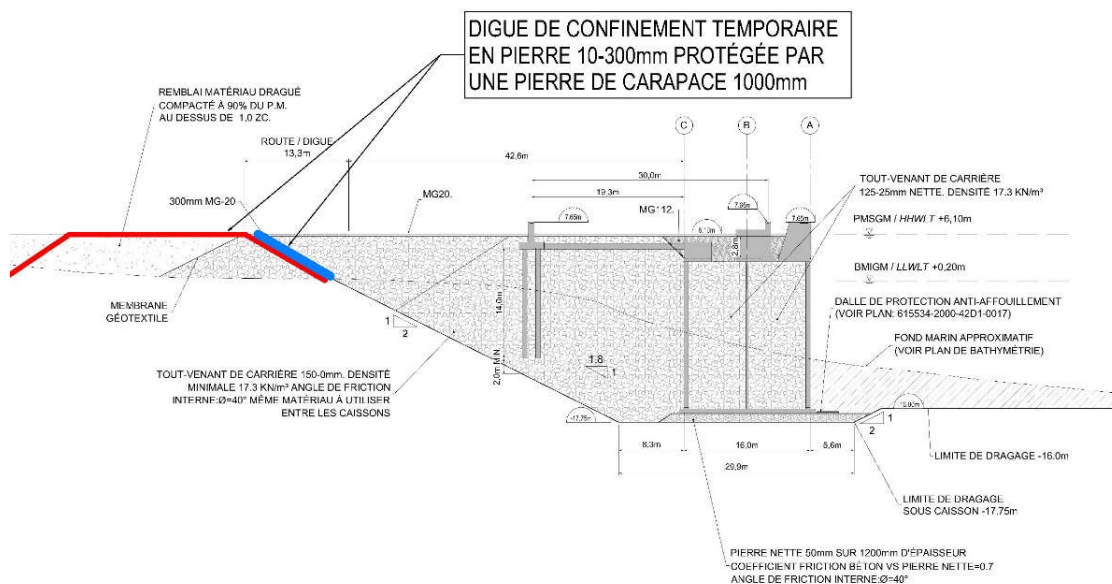 DIGUE DE CONFINEMENT TEMPORAIRE
EN PIERRE 10-300mm PROTÉGÉE PAR
UNE PIERRE DE CARAPACE 1000mm
REMBLAI MATÉRIAU DRAGUÉ
COMPACTÉ À 90% DU P.M.
AU DESSUS DE 1,0 ZC.
ROUTE / DIGUE
13,3m
42,6m
C
B
A
30,0m
19,3m
300mm MG-20
MG20.
MG112.
7.65m
7.95m
7.65m
6.10m
2,8m
TOUT-VENANT DE CARRIÈRE
125-25mm NETTE. DENSITÉ 17.3 KN/m³
PMSGM / HHWLT +6,10m
BMIGM / LLWLT +0,20m
DALLE DE PROTECTION ANTI-AFFOUILLEMENT
(VOIR PLAN: 615534-2000-42D1-0017)
FOND MARIN APPROXIMATIF
(VOIR PLAN DE BATHYMÉTRIE)
MEMBRANE
GÉOTEXTILE
14,0m
2,0m MIN.
1
2
1.8
1
TOUT-VENANT DE CARRIÈRE 150-0mm. DENSITÉ
MINIMALE 17.3 KN/m³ ANGLE DE FRICTION
INTERNE:Ø=40° MÊME MATÉRIAU À UTILISER
ENTRE LES CAISSONS
-17.75m
8,3m
16,0m
5,6m
29,9m
1
2
LIMITE DE DRAGAGE -16.0m
LIMITE DE DRAGAGE
SOUS CAISSON -17.75m
PIERRE NETTE 50mm SUR 1200mm D'ÉPAISSEUR
COEFFICIENT FRICTION BÉTON VS PIERRE NETTE=0.7
ANGLE DE FRICTION INTERNE:Ø=40°